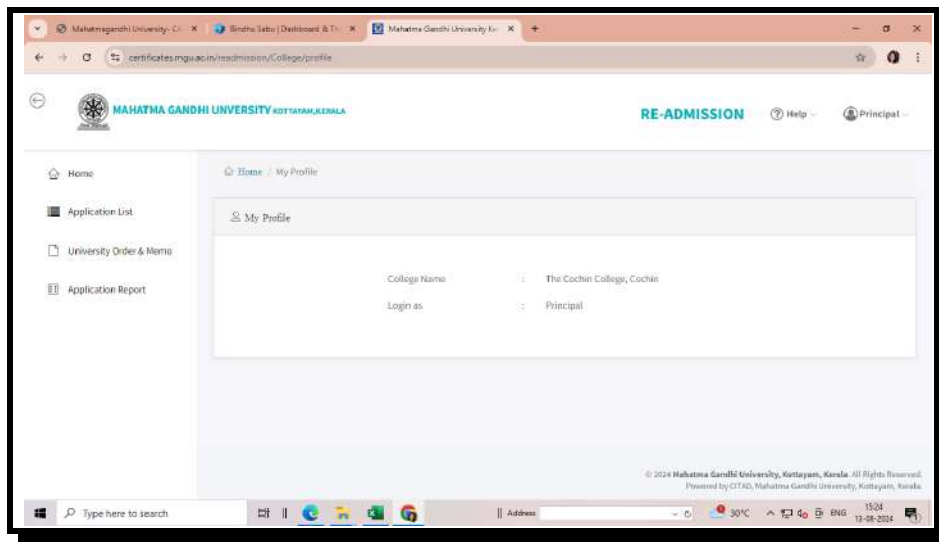 Mahatmagandhi University- C
Bindhu Sabu | Dashboard & T
Mahatma Gandhi University Ke
certificates.mgu.ac.in/readmission/College/profile
MAHATMA GANDHI UNVERSITY KOTTAYAM,KERALA
RE-ADMISSION
Help
Principal
Home
Application List
University Order & Memo
Application Report
Home / My Profile
My Profile
College Name : The Cochin College, Cochin
Login as : Principal
© 2024 Mahatma Gandhi University, Kottayam, Kerala. All Rights Reserved.
Powered by CITAD, Mahatma Gandhi University, Kottayam, Kerala.
Type here to search
Address
30°C
ENG
15:24
13-08-2024